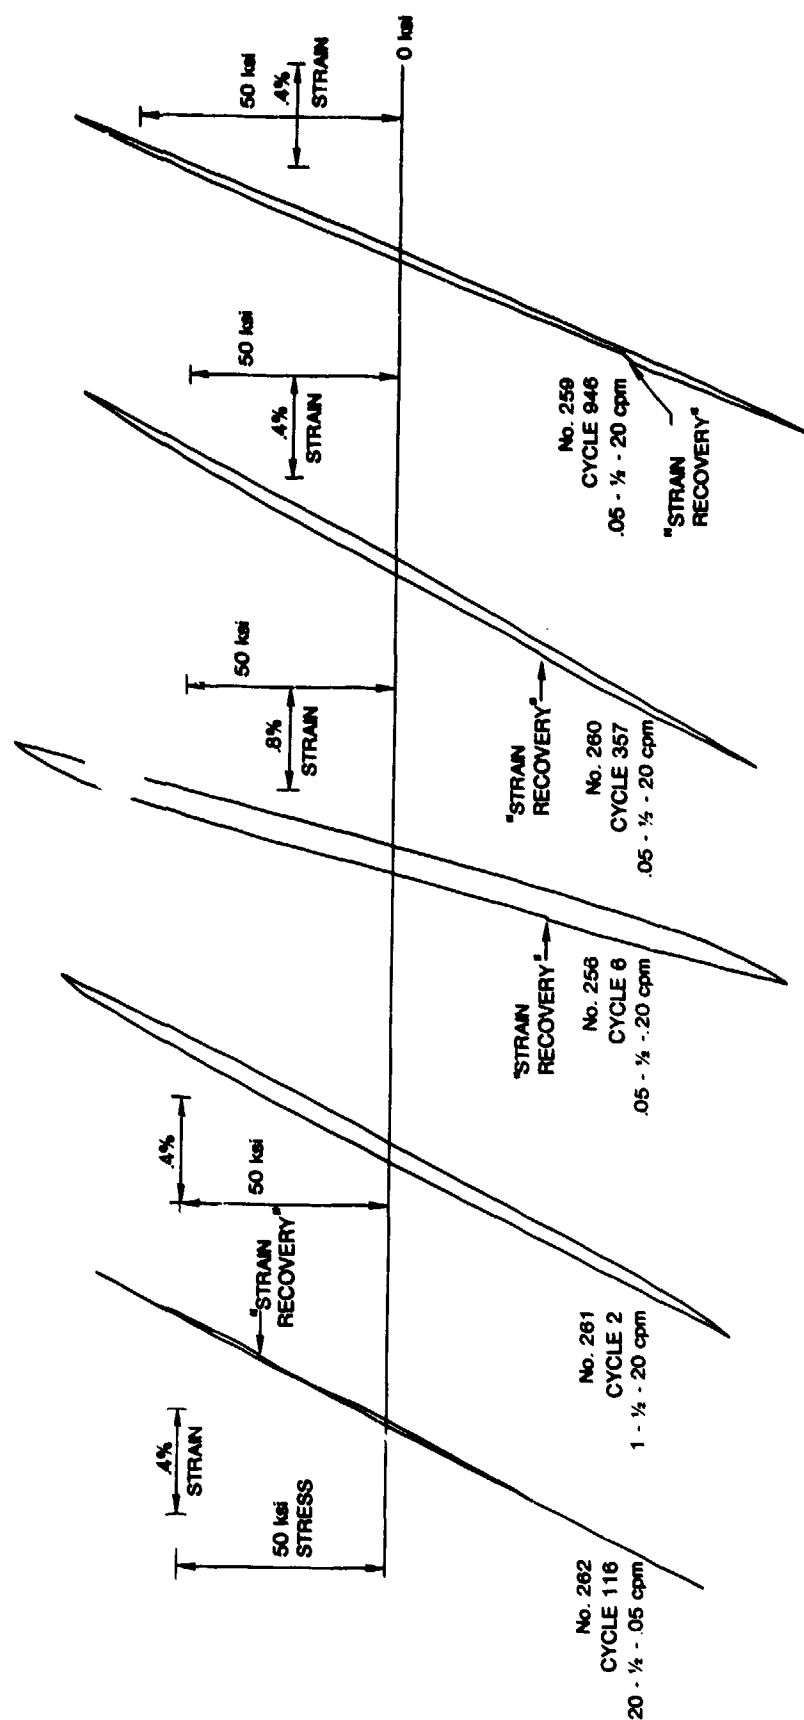 50 ksi
STRESS
.4%
STRAIN
No. 262
CYCLE 116
20 - ½ - .05 cpm
"STRAIN
RECOVERY"
50 ksi
.4%
No. 261
CYCLE 2
1 - ½ - 20 cpm
"STRAIN
RECOVERY"
No. 256
CYCLE 6
.05 - ½ - .20 cpm
.8%
STRAIN
50 ksi
"STRAIN
RECOVERY"
No. 260
CYCLE 357
.05 - ½ - 20 cpm
.4%
STRAIN
50 ksi
No. 259
CYCLE 946
.05 - ½ - 20 cpm
"STRAIN
RECOVERY"
50 ksi
.4%
STRAIN
0 ksi